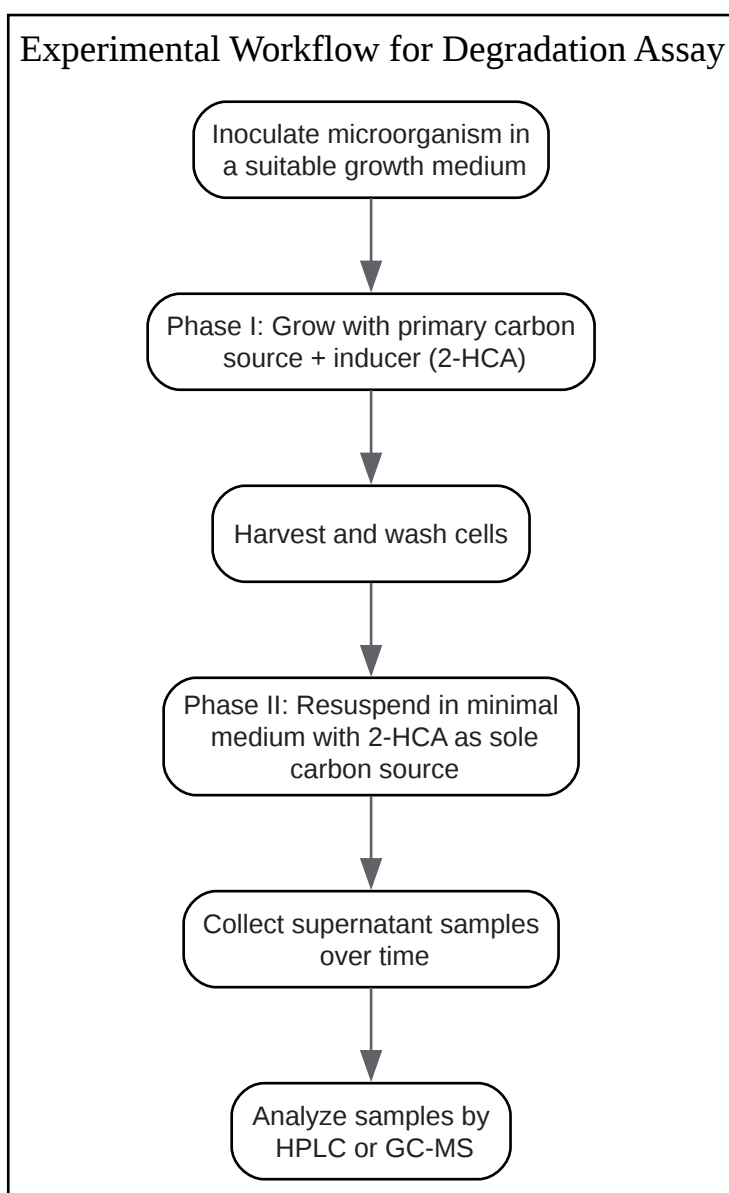 Experimental Workflow for Degradation Assay
Inoculate microorganism in
a suitable growth medium
Phase I: Grow with primary carbon
source + inducer (2-HCA)
Harvest and wash cells
Phase II: Resuspend in minimal
medium with 2-HCA as sole
carbon source
Collect supernatant samples
over time
Analyze samples by
HPLC or GC-MS